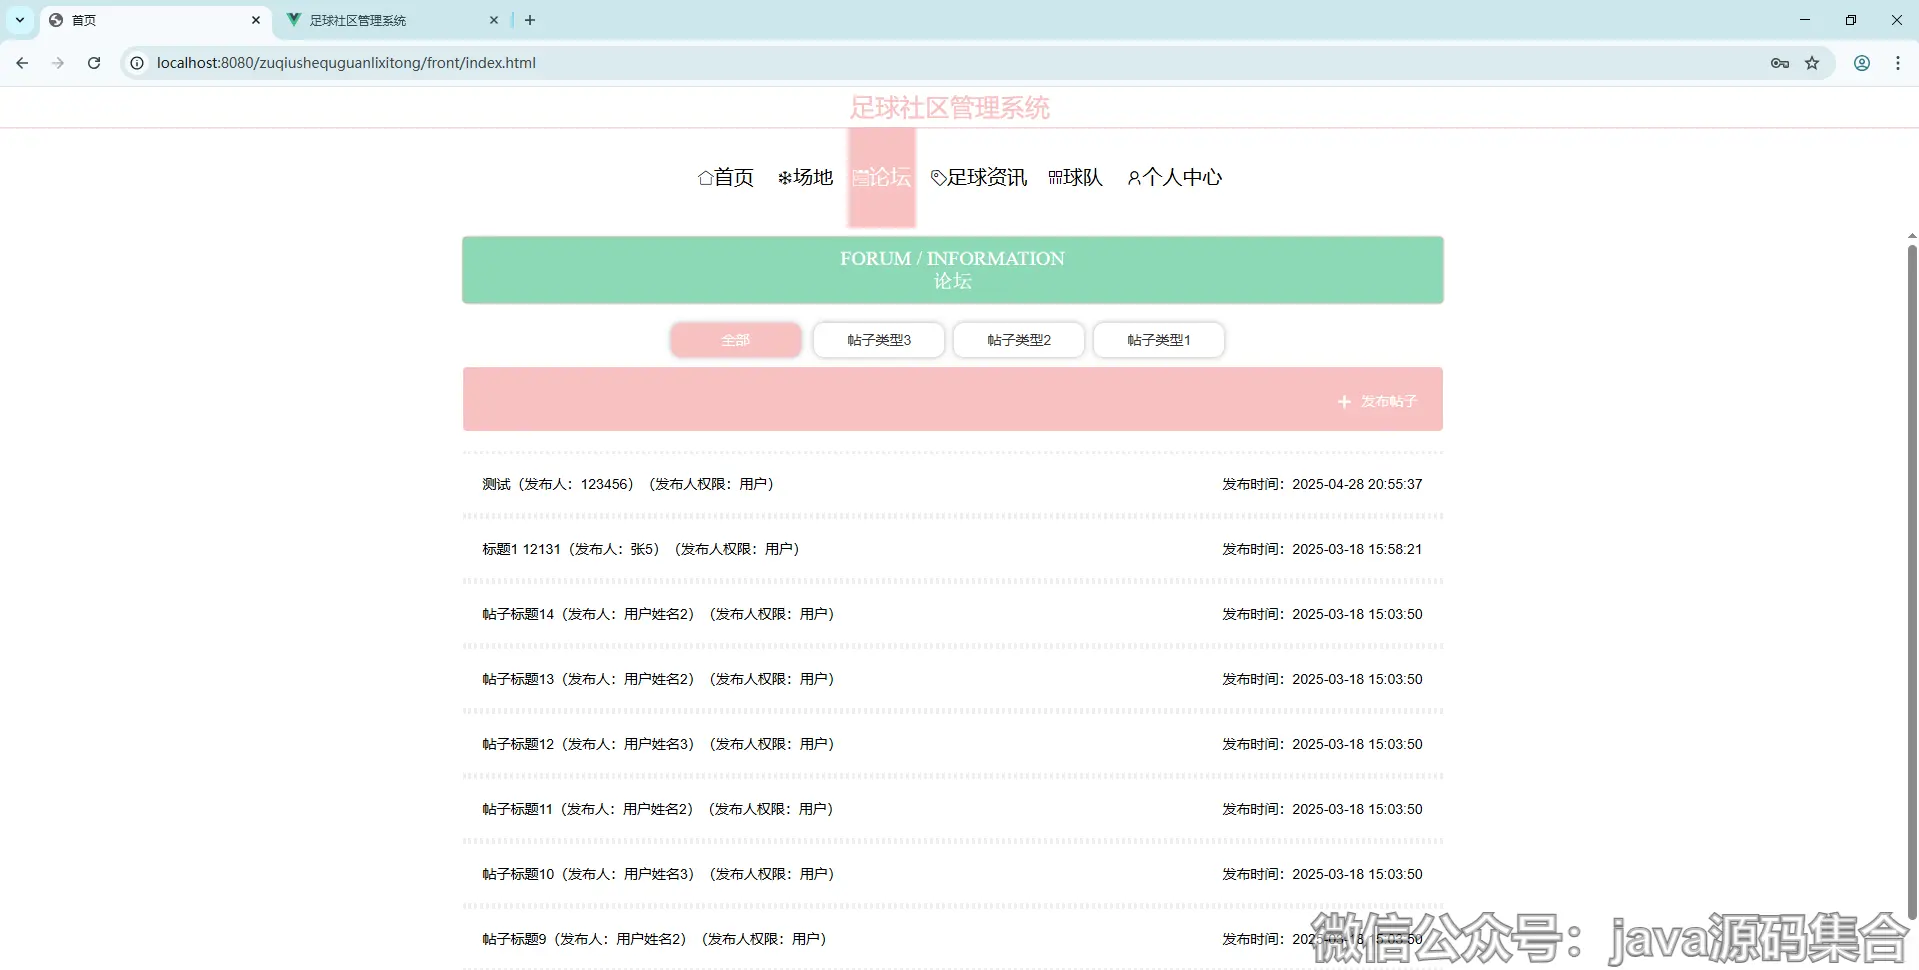 首页
足球社区管理系统
localhost:8080/zuqiushequguanlixitong/front/index.html
足球社区管理系统
首页 场地 论坛 足球资讯 球队 个人中心
FORUM / INFORMATION
论坛
全部 帖子类型3 帖子类型2 帖子类型1
+ 发布帖子
测试（发布人：123456）（发布人权限：用户） 发布时间：2025-04-28 20:55:37
标题1 12131（发布人：张5）（发布人权限：用户） 发布时间：2025-03-18 15:58:21
帖子标题14（发布人：用户姓名2）（发布人权限：用户） 发布时间：2025-03-18 15:03:50
帖子标题13（发布人：用户姓名2）（发布人权限：用户） 发布时间：2025-03-18 15:03:50
帖子标题12（发布人：用户姓名3）（发布人权限：用户） 发布时间：2025-03-18 15:03:50
帖子标题11（发布人：用户姓名2）（发布人权限：用户） 发布时间：2025-03-18 15:03:50
帖子标题10（发布人：用户姓名3）（发布人权限：用户） 发布时间：2025-03-18 15:03:50
帖子标题9（发布人：用户姓名2）（发布人权限：用户） 发布时间：2025-03-18 15:03:50
微信公众号：java源码集合